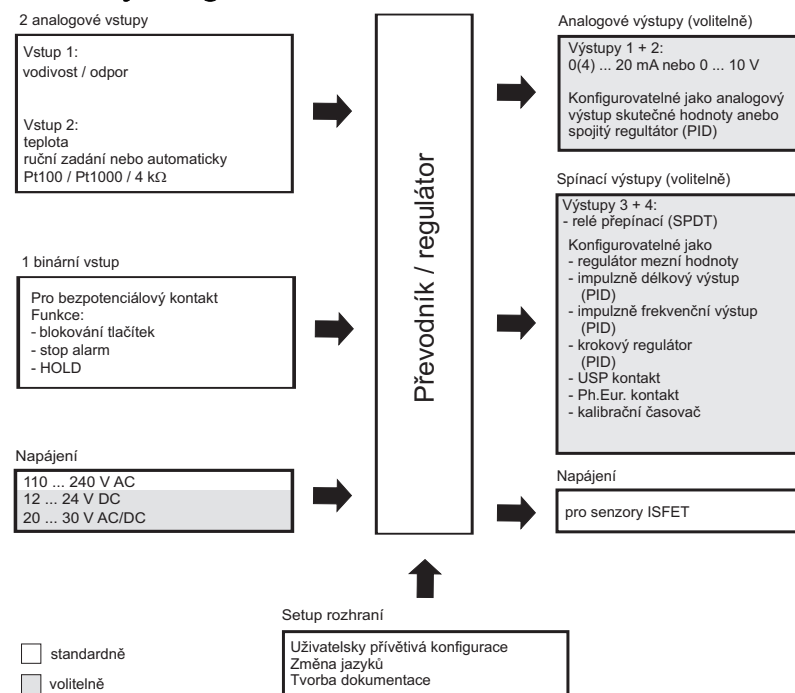 2 analogové vstupy
Vstup 1:
vodivost / odpor
Vstup 2:
teplota
ruční zadání nebo automaticky
Pt100 / Pt1000 / 4 kΩ
1 binární vstup
Pro bezpotenciálový kontakt
Funkce:
- blokování tlačítek
- stop alarm
- HOLD
Napájení
110 ... 240 V AC
12 ... 24 V DC
20 ... 30 V AC/DC
Převodník / regulátor
Analogové výstupy (volitelně)
Výstupy 1 + 2:
0(4) ... 20 mA nebo 0 ... 10 V
Konfigurovatelné jako analogový
výstup skutečné hodnoty anebo
spojitý regultátor (PID)
Spínací výstupy (volitelně)
Výstupy 3 + 4:
- relé přepínací (SPDT)
Konfigurovatelné jako
- regulátor mezní hodnoty
- impulzně délkový výstup
(PID)
- impulzně frekvenční výstup
(PID)
- krokový regulátor
(PID)
- USP kontakt
- Ph.Eur. kontakt
- kalibrační časovač
Napájení
pro senzory ISFET
Setup rozhraní
Uživatelsky přívětivá konfigurace
Změna jazyků
Tvorba dokumentace
standardně
volitelně